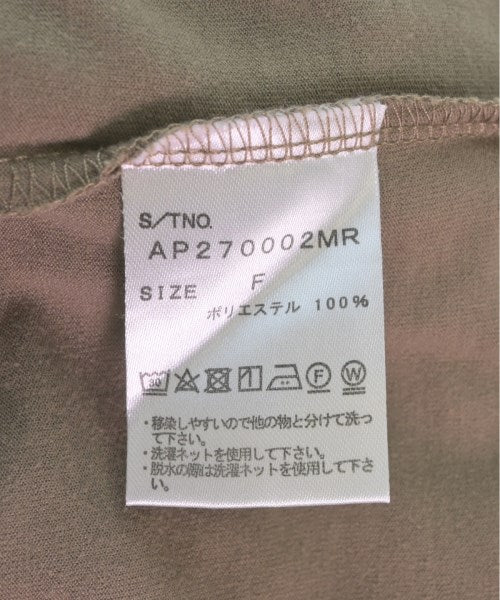 S/TNO.
AP270002MR
SIZE F
ポリエステル 100%
30 F W
・移染しやすいので他の物と分けて洗っ
て下さい。
・洗濯ネットを使用して下さい。
・脱水の際は洗濯ネットを使用して下さ
い。